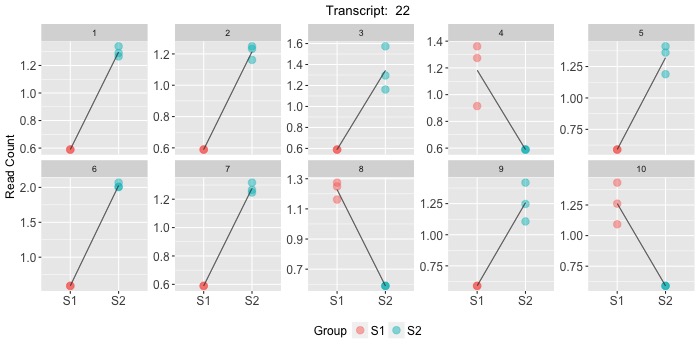 Transcript: 22
1 2 3 4 5
1.2 1.0 0.8 0.6
1.2 1.0 0.8 0.6
1.6 1.4 1.2 1.0 0.8 0.6
1.4 1.2 1.0 0.8 0.6
1.25 1.00 0.75
Read Count
6 7 8 9 10
2.0 1.5 1.0
1.2 1.0 0.8 0.6
1.3 1.1 0.9 0.7
1.25 1.00 0.75
1.25 1.00 0.75
S1 S2 S1 S2 S1 S2 S1 S2 S1 S2
Group S1 S2